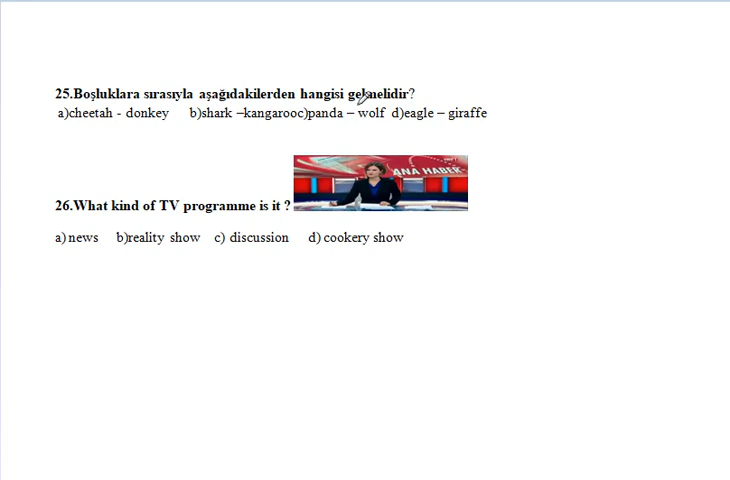 25.Boşluklara sırasıyla aşağıdakilerden hangisi gelmelidir?
a)cheetah - donkey b)shark –kangarooc)panda – wolf d)eagle – giraffe
ANA HABER
26.What kind of TV programme is it ?
a) news b)reality show c) discussion d) cookery show